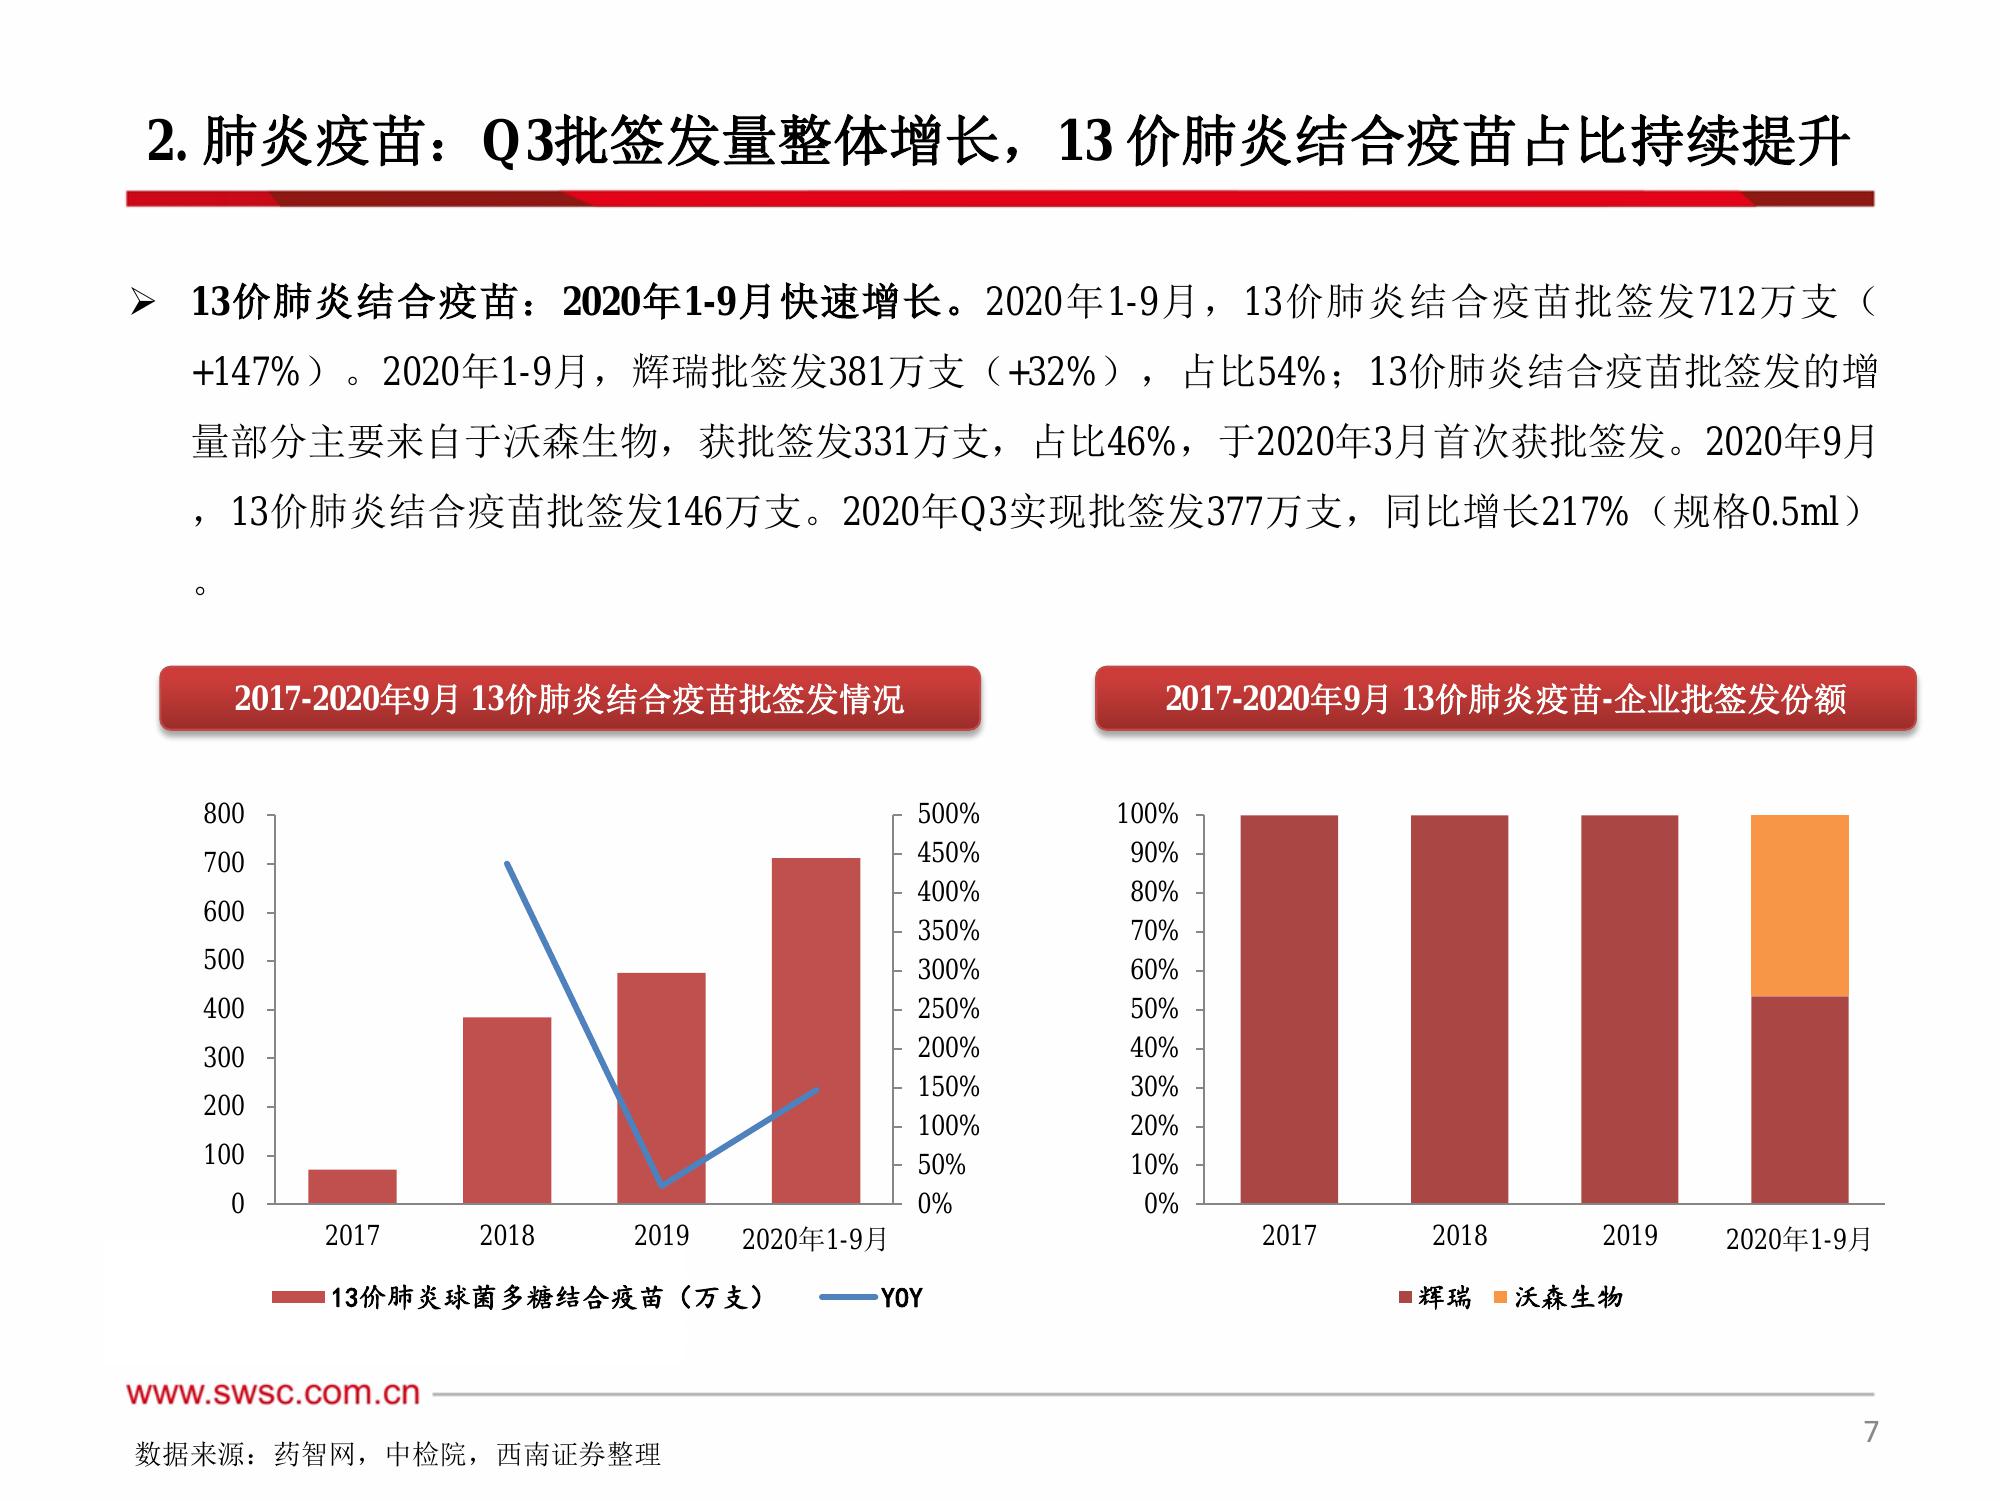 2. 肺炎疫苗：Q3批签发量整体增长，13 价肺炎结合疫苗占比持续提升
➢ 13价肺炎结合疫苗：2020年1-9月快速增长。2020年1-9月，13价肺炎结合疫苗批签发712万支（
+147%）。2020年1-9月，辉瑞批签发381万支（+32%），占比54%；13价肺炎结合疫苗批签发的增
量部分主要来自于沃森生物，获批签发331万支，占比46%，于2020年3月首次获批签发。2020年9月
，13价肺炎结合疫苗批签发146万支。2020年Q3实现批签发377万支，同比增长217%（规格0.5ml）
。
2017-2020年9月 13价肺炎结合疫苗批签发情况
800
700
600
500
400
300
200
100
0
500%
450%
400%
350%
300%
250%
200%
150%
100%
50%
0%
2017 2018 2019 2020年1-9月
13价肺炎球菌多糖结合疫苗（万支） YOY
2017-2020年9月 13价肺炎疫苗-企业批签发份额
100%
90%
80%
70%
60%
50%
40%
30%
20%
10%
0%
2017 2018 2019 2020年1-9月
辉瑞 沃森生物
www.swsc.com.cn
7
数据来源：药智网，中检院，西南证券整理